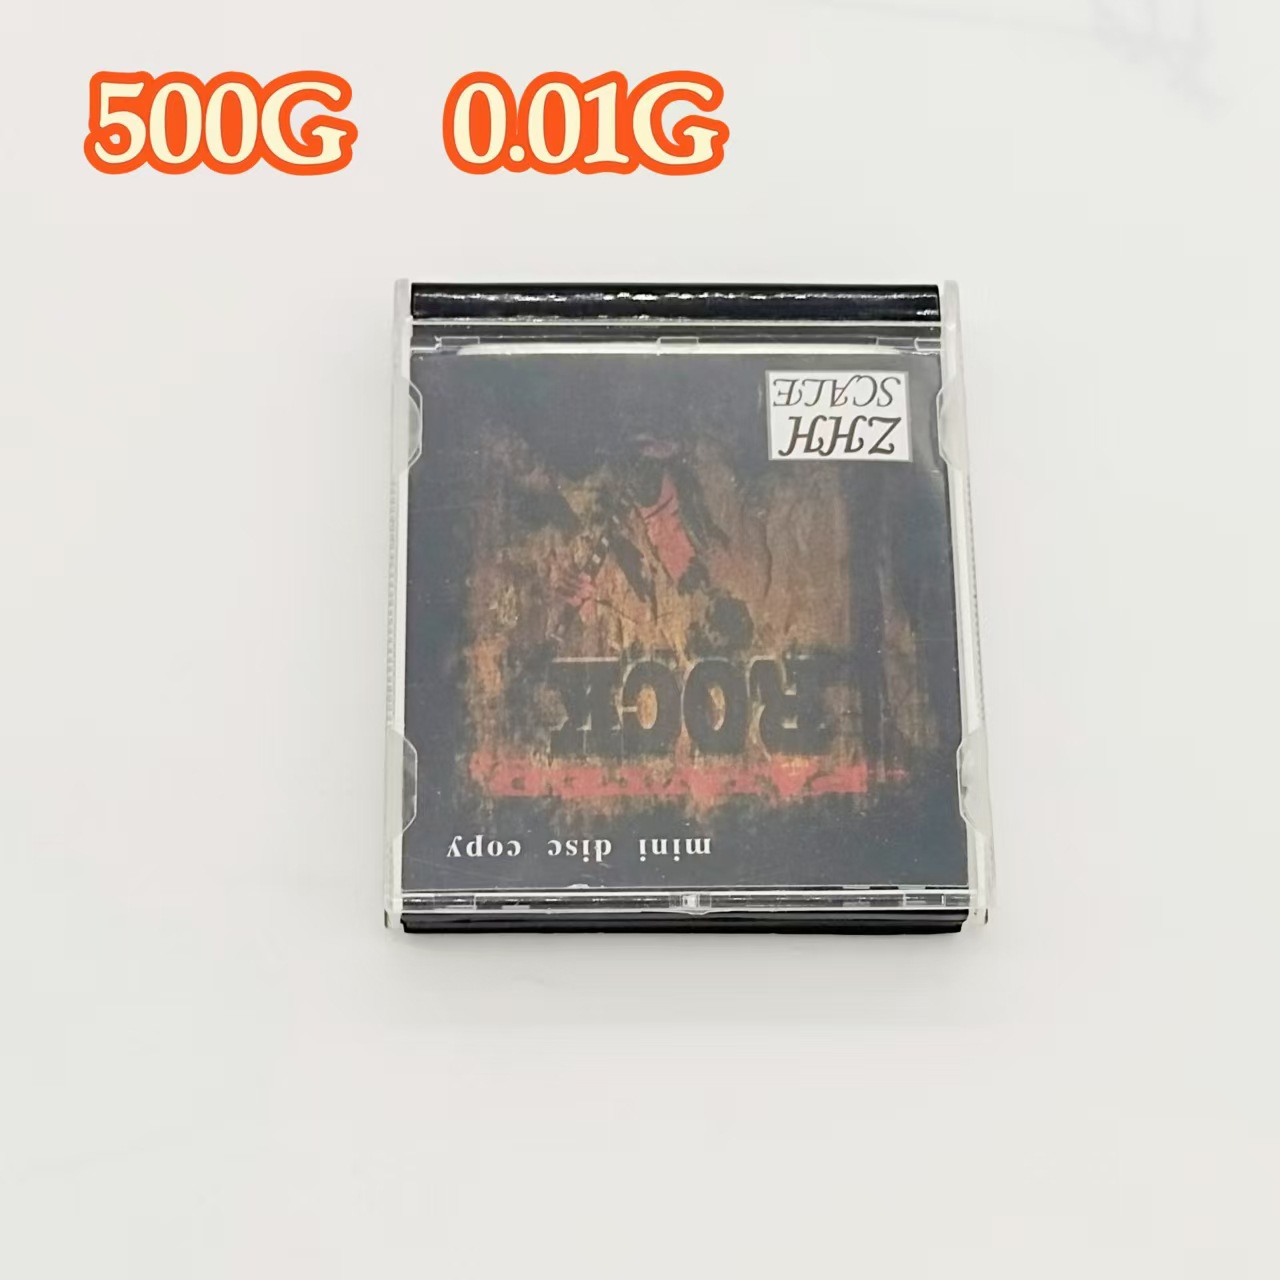 500G 0.01G
ZHH
SCALE
ROCK
mini disc copy